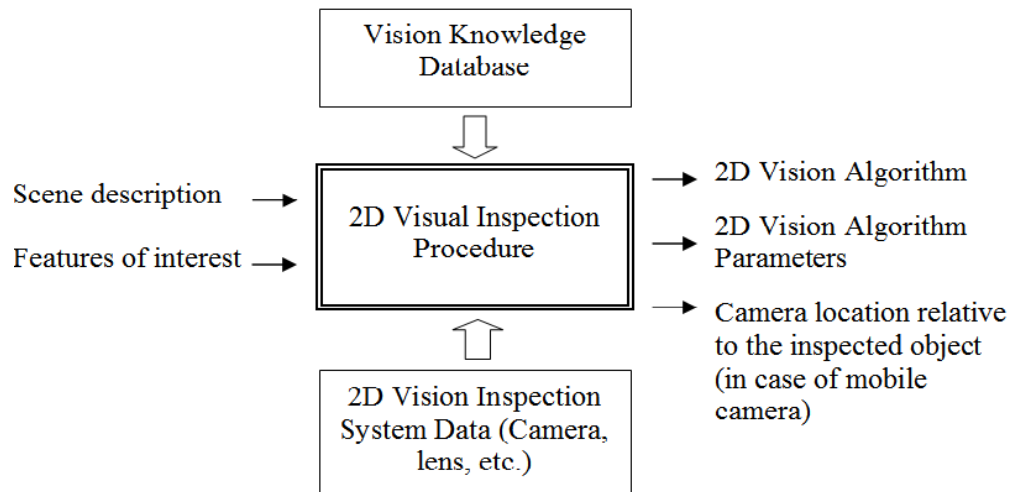 Vision Knowledge
Database
Scene description
Features of interest
2D Visual Inspection
Procedure
2D Vision Algorithm
2D Vision Algorithm
Parameters
Camera location relative
to the inspected object
(in case of mobile
camera)
2D Vision Inspection
System Data (Camera,
lens, etc.)